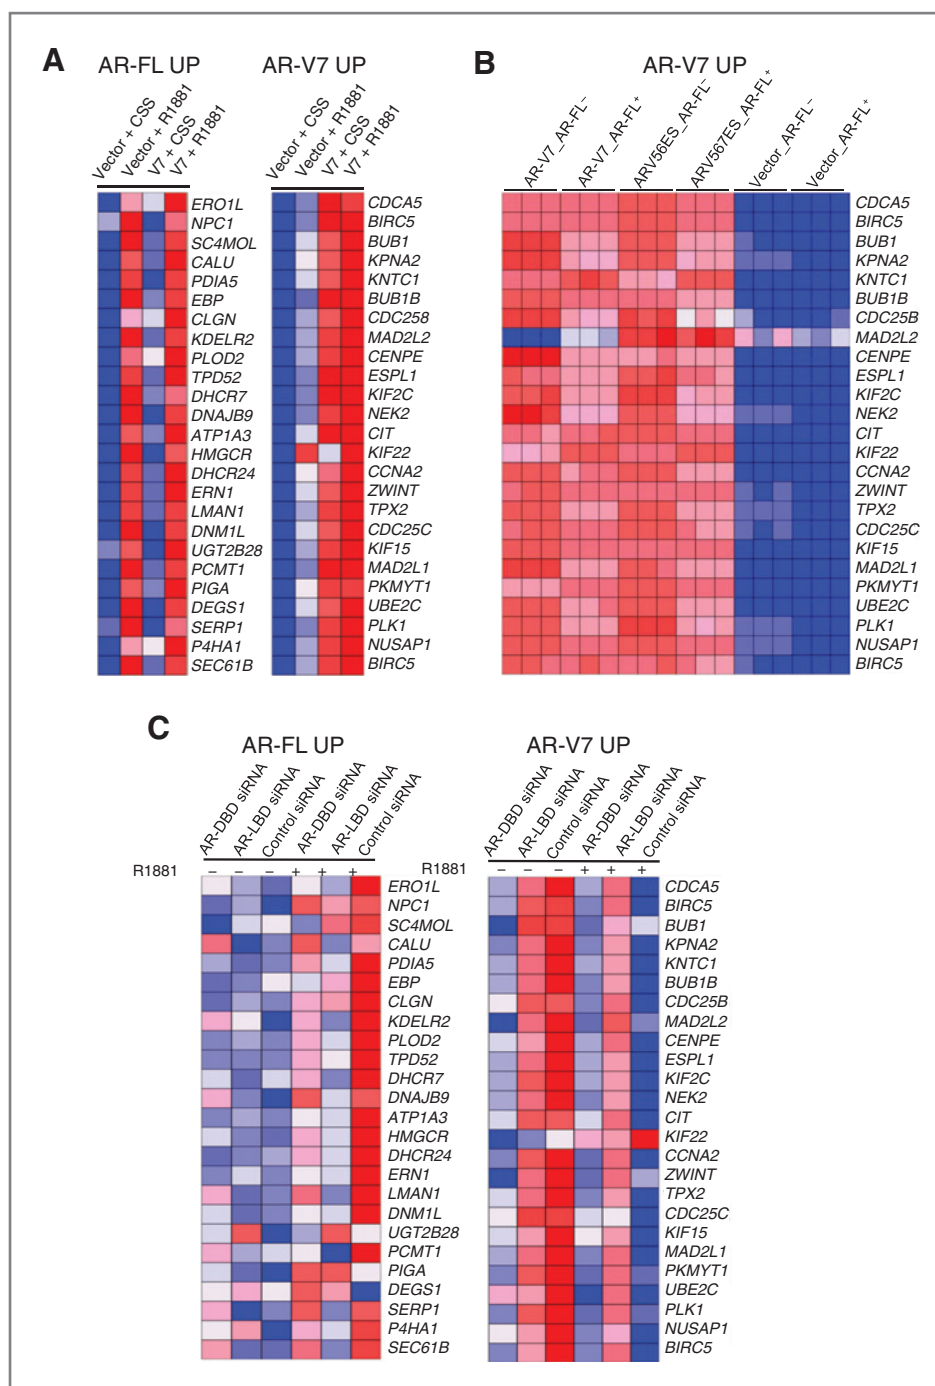 A
AR-FL UP
AR-V7 UP
Vector + CSS
Vector + R1881
V7 + CSS
V7 + R1881
Vector + CSS
Vector + R1881
V7 + CSS
V7 + R1881
ERO1L
NPC1
SC4MOL
CALU
PDIA5
EBP
CLGN
KDELR2
PLOD2
TPD52
DHCR7
DNAJB9
ATP1A3
HMGCR
DHCR24
ERN1
LMAN1
DNM1L
UGT2B28
PCMT1
PIGA
DEGS1
SERP1
P4HA1
SEC61B
CDCA5
BIRC5
BUB1
KPNA2
KNTC1
BUB1B
CDC258
MAD2L2
CENPE
ESPL1
KIF2C
NEK2
CIT
KIF22
CCNA2
ZWINT
TPX2
CDC25C
KIF15
MAD2L1
PKMYT1
UBE2C
PLK1
NUSAP1
BIRC5
B
AR-V7 UP
AR-V7_AR-FL−
AR-V7_AR-FL+
ARV56ES_AR-FL−
ARV567ES_AR-FL+
Vector_AR-FL−
Vector_AR-FL+
CDCA5
BIRC5
BUB1
KPNA2
KNTC1
BUB1B
CDC25B
MAD2L2
CENPE
ESPL1
KIF2C
NEK2
CIT
KIF22
CCNA2
ZWINT
TPX2
CDC25C
KIF15
MAD2L1
PKMYT1
UBE2C
PLK1
NUSAP1
BIRC5
C
AR-FL UP
AR-DBD siRNA
AR-LBD siRNA
Control siRNA
AR-DBD siRNA
AR-LBD siRNA
Control siRNA
R1881 − − − + + +
ERO1L
NPC1
SC4MOL
CALU
PDIA5
EBP
CLGN
KDELR2
PLOD2
TPD52
DHCR7
DNAJB9
ATP1A3
HMGCR
DHCR24
ERN1
LMAN1
DNM1L
UGT2B28
PCMT1
PIGA
DEGS1
SERP1
P4HA1
SEC61B
AR-V7 UP
AR-DBD siRNA
AR-LBD siRNA
Control siRNA
AR-DBD siRNA
AR-LBD siRNA
Control siRNA
R1881 − − − + + +
CDCA5
BIRC5
BUB1
KPNA2
KNTC1
BUB1B
CDC25B
MAD2L2
CENPE
ESPL1
KIF2C
NEK2
CIT
KIF22
CCNA2
ZWINT
TPX2
CDC25C
KIF15
MAD2L1
PKMYT1
UBE2C
PLK1
NUSAP1
BIRC5